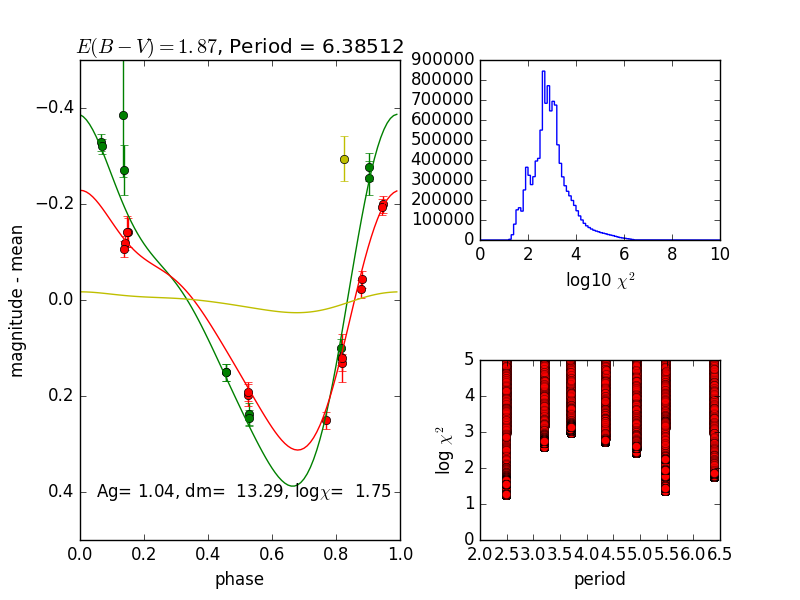 E(B − V) = 1.87, Period = 6.38512
−0.4
−0.2
0.0
0.2
0.4
magnitude - mean
Ag= 1.04, dm= 13.29, logχ= 1.75
0.0 0.2 0.4 0.6 0.8 1.0
phase
900000
800000
700000
600000
500000
400000
300000
200000
100000
0
0 2 4 6 8 10
log10 χ²
5
4
3
2
1
0
log χ²
2.0 2.5 3.0 3.5 4.0 4.5 5.0 5.5 6.0 6.5
period